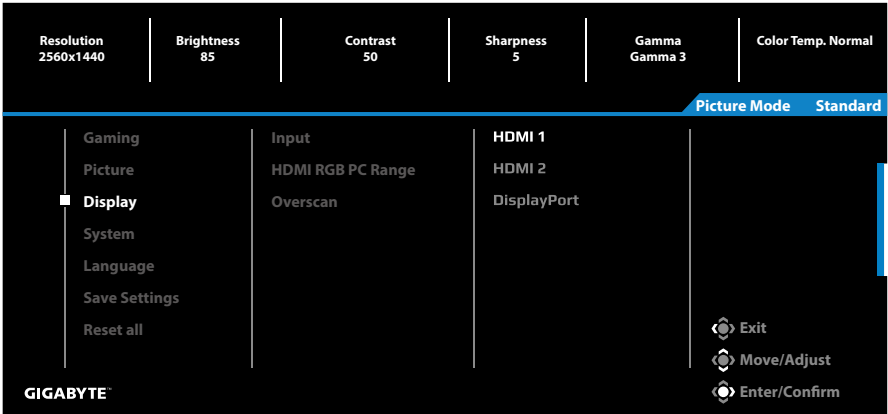 Resolution
2560x1440
Brightness
85
Contrast
50
Sharpness
5
Gamma
Gamma 3
Color Temp. Normal
Picture Mode Standard
Gaming
Picture
Display
System
Language
Save Settings
Reset all
Input
HDMI RGB PC Range
Overscan
HDMI 1
HDMI 2
DisplayPort
Exit
Move/Adjust
Enter/Confirm
GIGABYTE™